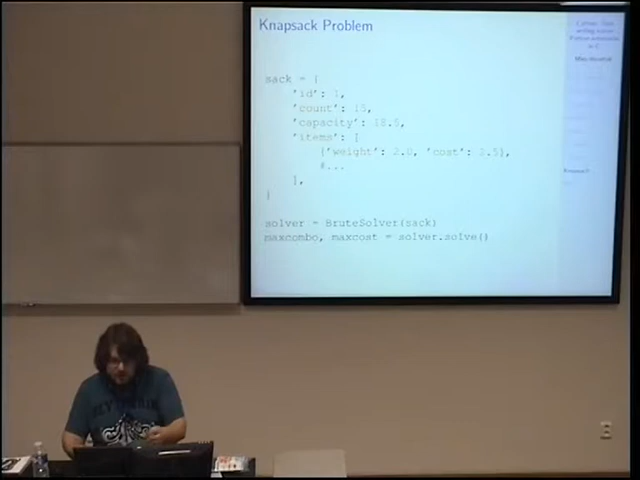 Knapsack Problem
sack = {
'id': 1,
'count': 15,
'capacity': 18.5,
'items': [
{'weight': 2.0, 'cost': 3.5},
#...
],
}
solver = BruteSolver(sack)
maxcombo, maxcost = solver.solve()